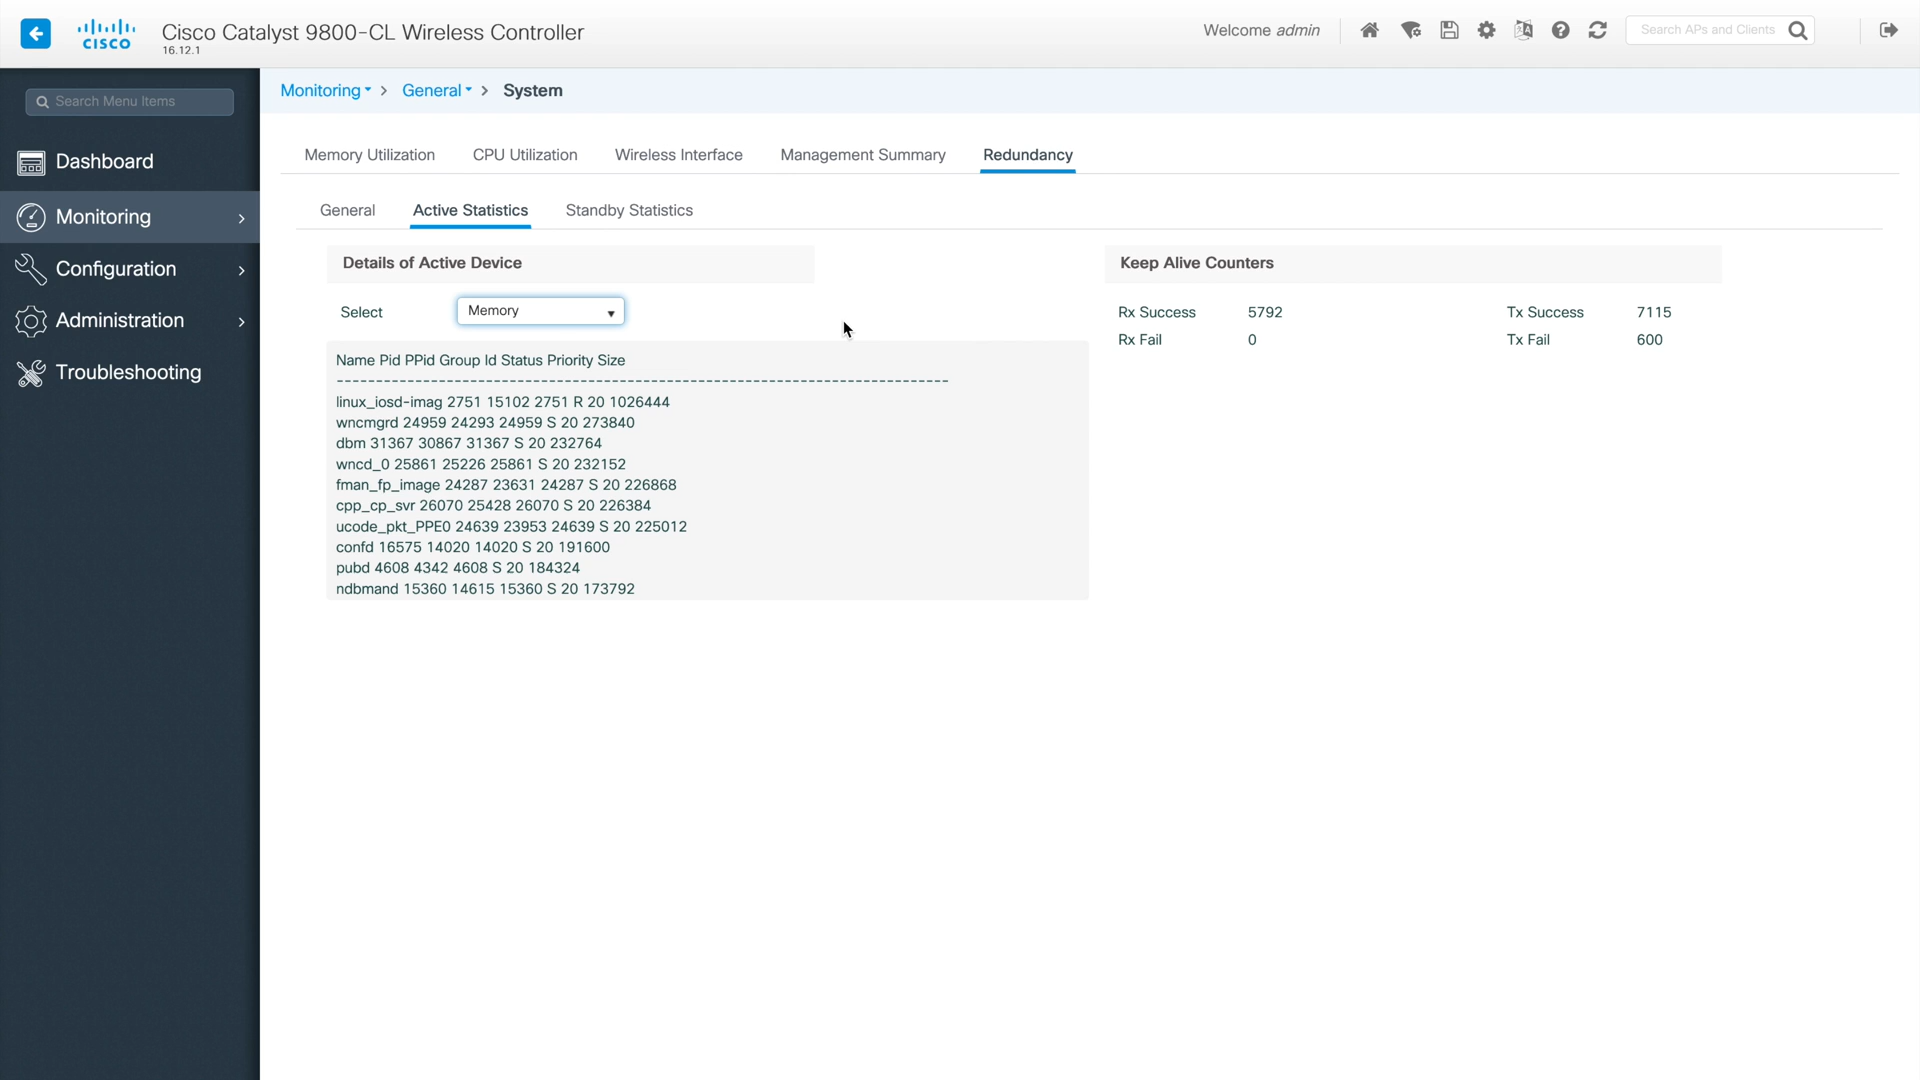 CISCO
Cisco Catalyst 9800-CL Wireless Controller
16.12.1
Welcome admin
Search APs and Clients
Search Menu Items
Dashboard
Monitoring
Configuration
Administration
Troubleshooting
Monitoring > General > System
Memory Utilization CPU Utilization Wireless Interface Management Summary Redundancy
General Active Statistics Standby Statistics
Details of Active Device
Select Memory
Name Pid PPid Group Id Status Priority Size
--------------------------------------------------------------------------------
linux_iosd-imag 2751 15102 2751 R 20 1026444
wncmgrd 24959 24293 24959 S 20 273840
dbm 31367 30867 31367 S 20 232764
wncd_0 25861 25226 25861 S 20 232152
fman_fp_image 24287 23631 24287 S 20 226868
cpp_cp_svr 26070 25428 26070 S 20 226384
ucode_pkt_PPE0 24639 23953 24639 S 20 225012
confd 16575 14020 14020 S 20 191600
pubd 4608 4342 4608 S 20 184324
ndbmand 15360 14615 15360 S 20 173792
Keep Alive Counters
Rx Success 5792 Tx Success 7115
Rx Fail 0 Tx Fail 600